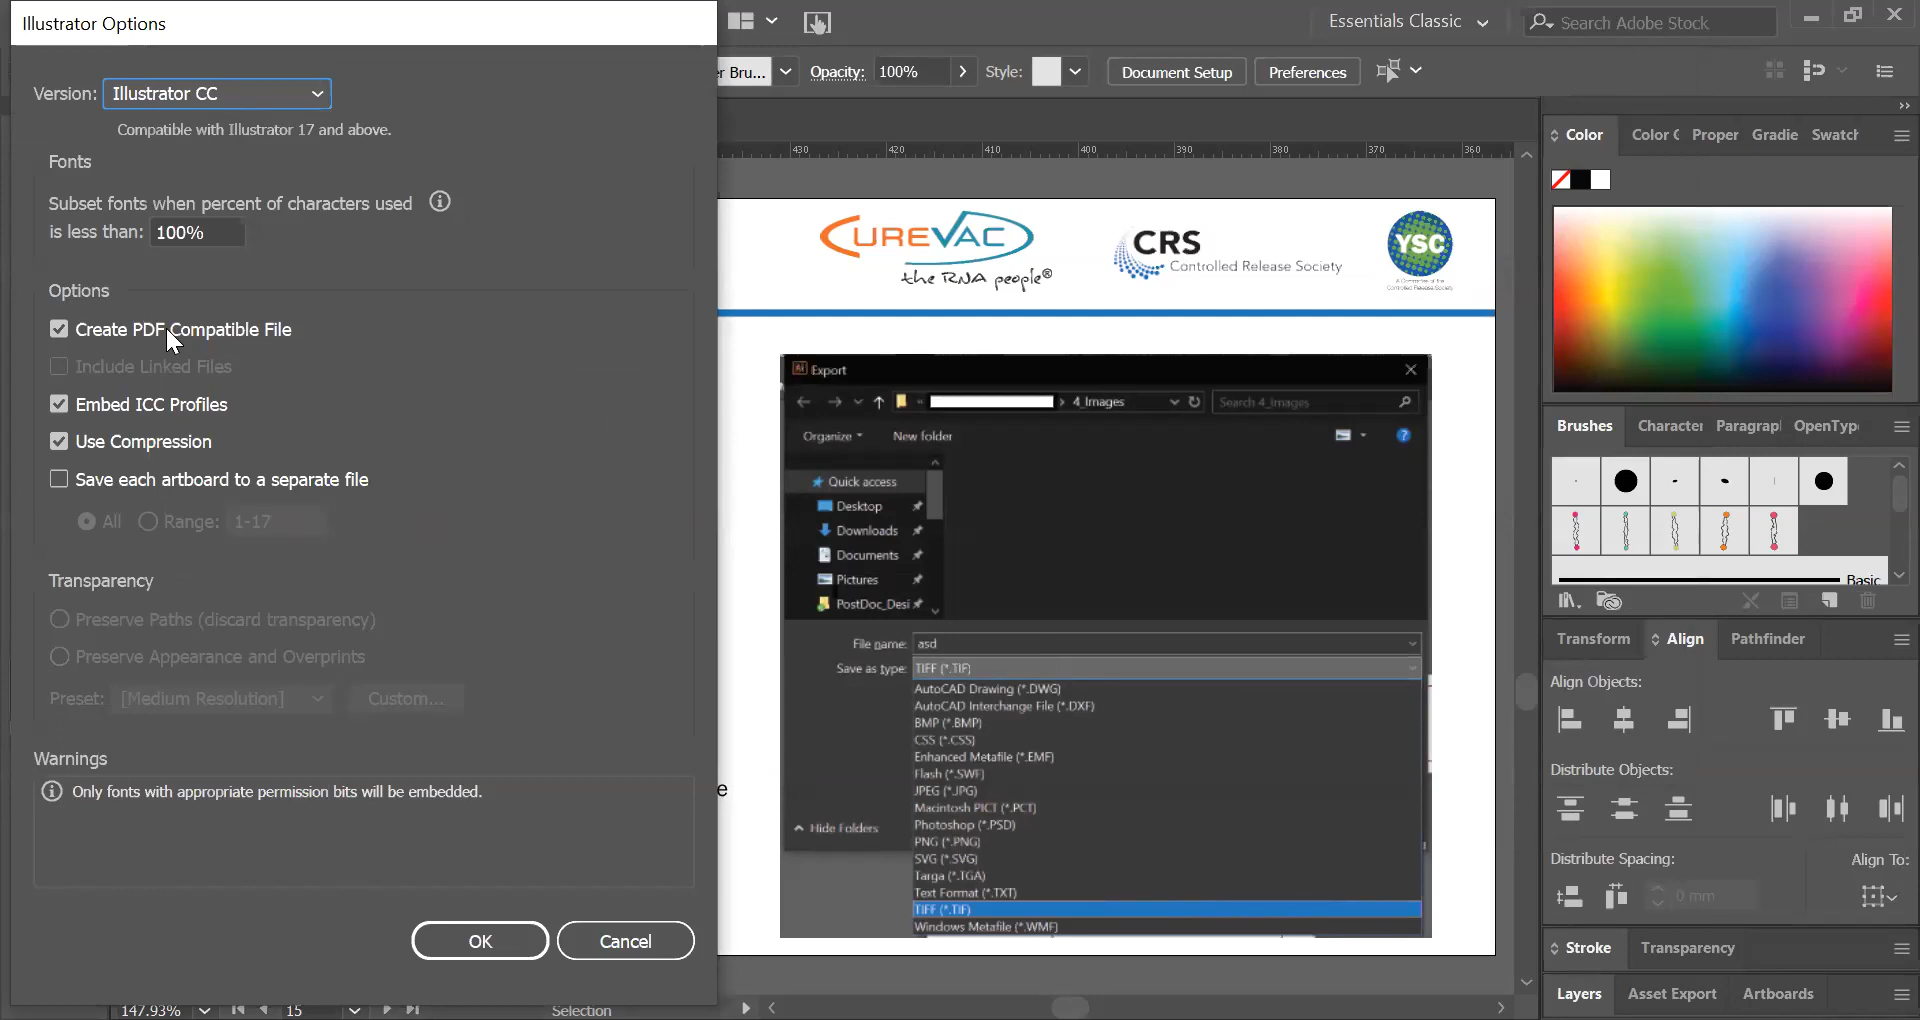 Illustrator Options
Version: Illustrator CC
Compatible with Illustrator 17 and above.
Fonts
Subset fonts when percent of characters used
is less than: 100%
Options
Create PDF Compatible File
Include Linked Files
Embed ICC Profiles
Use Compression
Save each artboard to a separate file
All Range: 1-17
Transparency
Preserve Paths (discard transparency)
Preserve Appearance and Overprints
Preset: [Medium Resolution] Custom...
Warnings
Only fonts with appropriate permission bits will be embedded.
OK Cancel
147.93% 15 Selection
Essentials Classic Search Adobe Stock
er Bru... Opacity: 100% Style: Document Setup Preferences
430 420 410 400 390 380 370 360
CUREVAC
the RNA people®
CRS
Controlled Release Society
YSC
A Committee of the
Controlled Release Society
Export
4_Images Search 4_Images
Organize New folder
Quick access
Desktop
Downloads
Documents
Pictures
PostDoc_Desi
File name: asd
Save as type: TIFF (*.TIF)
AutoCAD Drawing (*.DWG)
AutoCAD Interchange File (*.DXF)
BMP (*.BMP)
CSS (*.CSS)
Enhanced Metafile (*.EMF)
Flash (*.SWF)
JPEG (*.JPG)
Macintosh PICT (*.PCT)
Photoshop (*.PSD)
PNG (*.PNG)
SVG (*.SVG)
Targa (*.TGA)
Text Format (*.TXT)
TIFF (*.TIF)
Windows Metafile (*.WMF)
Hide Folders
e
Color Color G Proper Gradie Swatch
Brushes Character Paragrap OpenType
Basic
Transform Align Pathfinder
Align Objects:
Distribute Objects:
Distribute Spacing: Align To:
0 mm
Stroke Transparency
Layers Asset Export Artboards